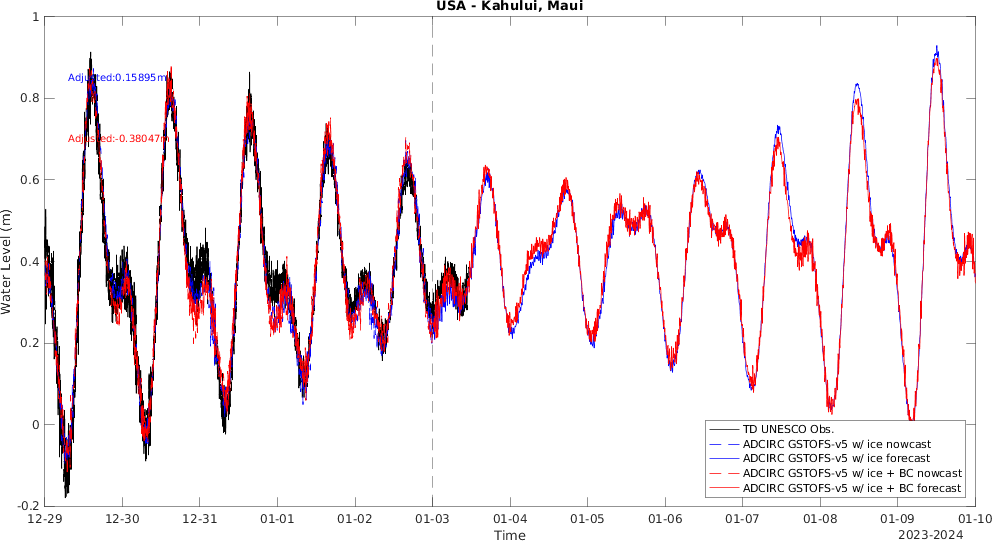 USA - Kahului, Maui
1
0.8
0.6
0.4
0.2
0
-0.2
Water Level (m)
Adjusted:0.15895m
Adjusted:-0.38047m
TD UNESCO Obs.
ADCIRC GSTOFS-v5 w/ ice nowcast
ADCIRC GSTOFS-v5 w/ ice forecast
ADCIRC GSTOFS-v5 w/ ice + BC nowcast
ADCIRC GSTOFS-v5 w/ ice + BC forecast
12-29 12-30 12-31 01-01 01-02 01-03 01-04 01-05 01-06 01-07 01-08 01-09 01-10
Time
2023-2024